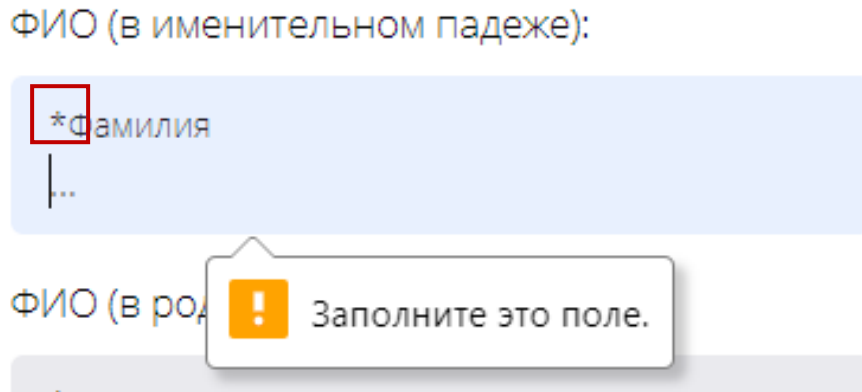 ФИО (в именительном падеже):
*Фамилия
...
ФИО (в род
Заполните это поле.